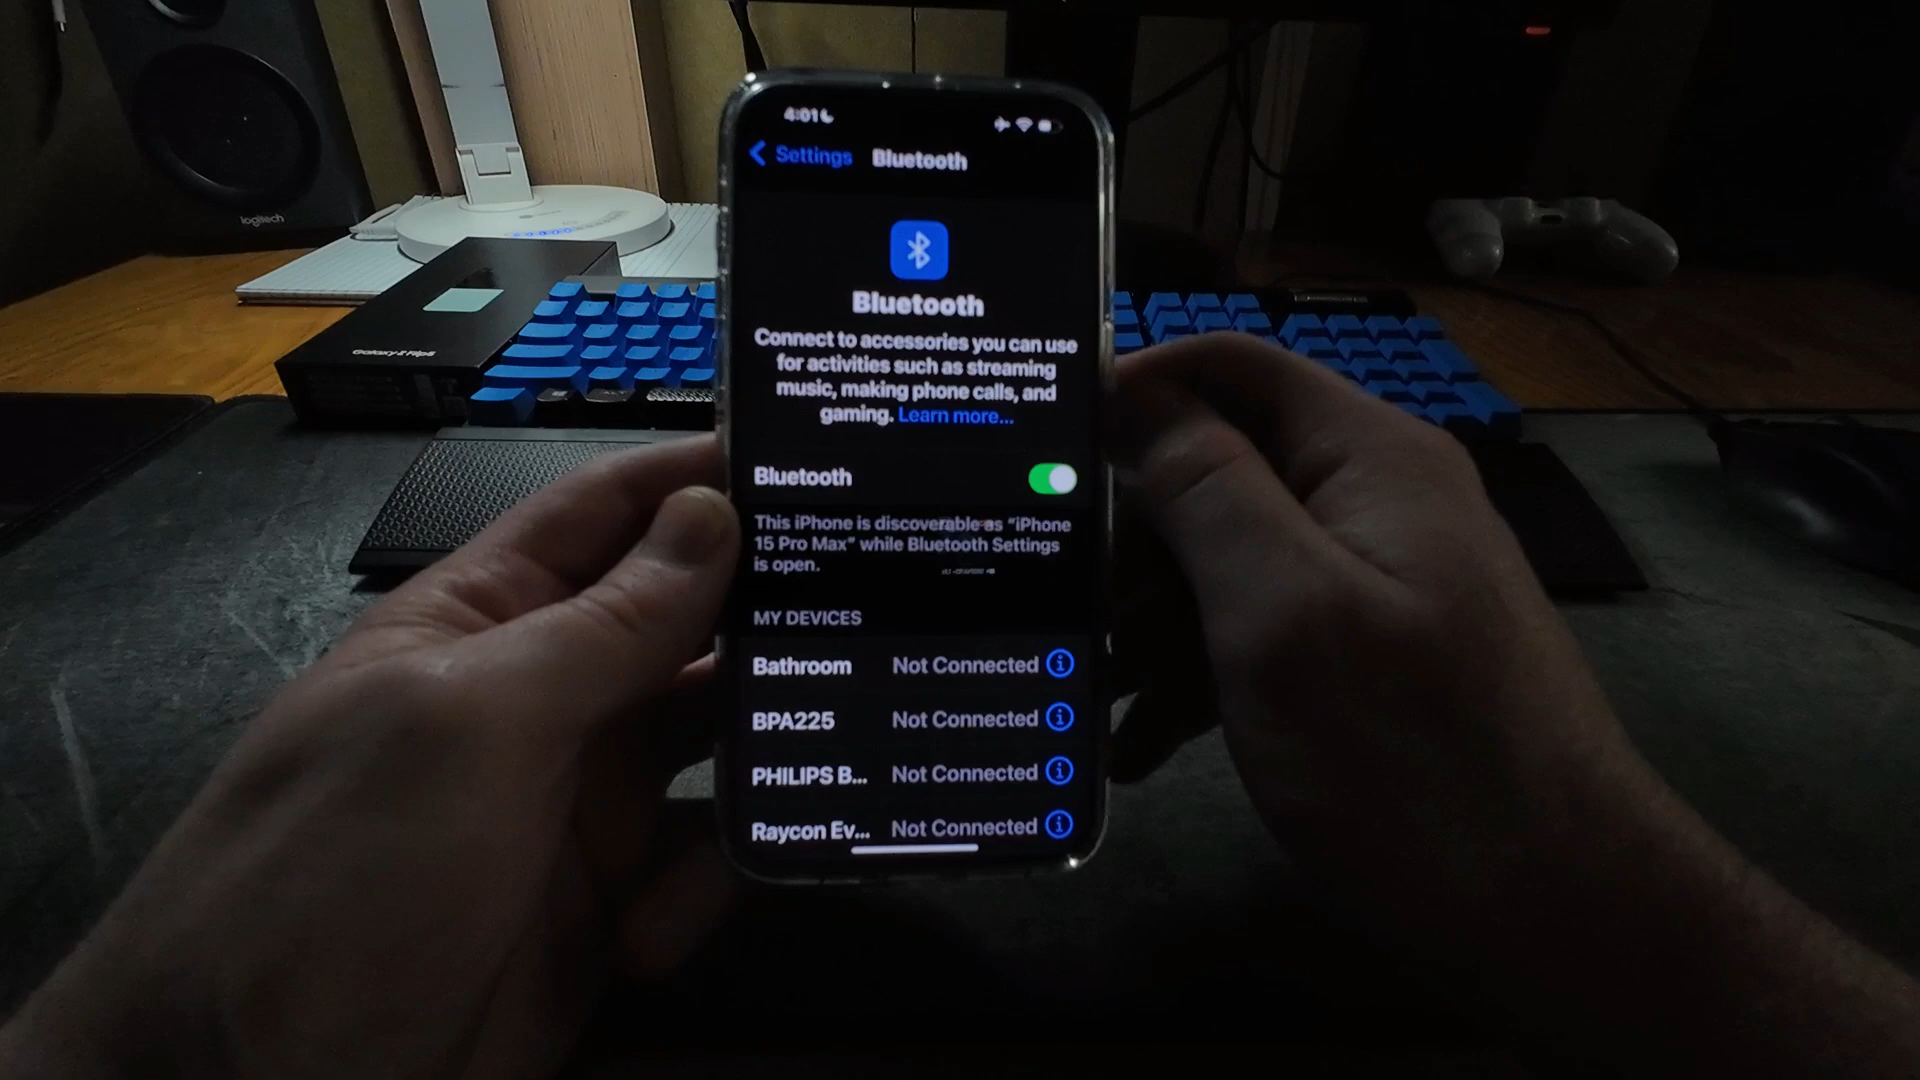 logitech
Galaxy Z Flip5
4:01
Settings
Bluetooth
Bluetooth
Connect to accessories you can use
for activities such as streaming
music, making phone calls, and
gaming. Learn more...
Bluetooth
This iPhone is discoverable as “iPhone
15 Pro Max” while Bluetooth Settings
is open.
MY DEVICES
Bathroom Not Connected
BPA225 Not Connected
PHILIPS B... Not Connected
Raycon Ev... Not Connected